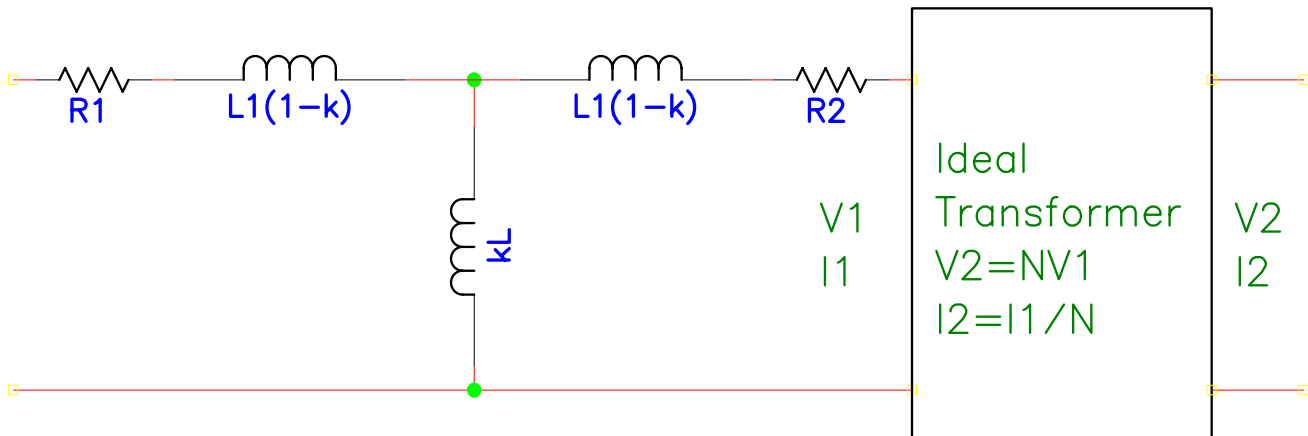 R1
L1(1-k)
L1(1-k)
R2
kL
V1
I1
Ideal
Transformer
V2=NV1
I2=I1/N
V2
I2